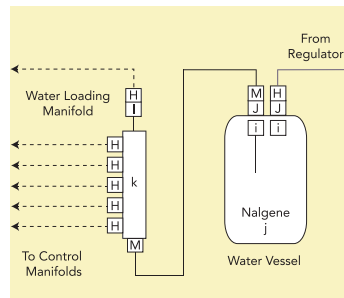 From
Regulator
H
M H
Water Loading
Manifold
I
J J
i i
H
H
k
H
H
H
Nalgene
j
M
To Control
Manifolds
Water Vessel